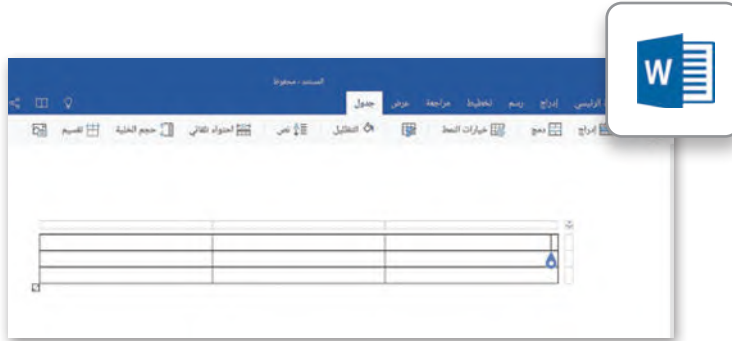 W
المستند - محفوظ
الرئيسي إدراج رسم تخطيط مراجعة عرض جدول
إدراج دمج خيارات النمط التظليل نص احتواء تلقائي حجم الخلية تقسيم